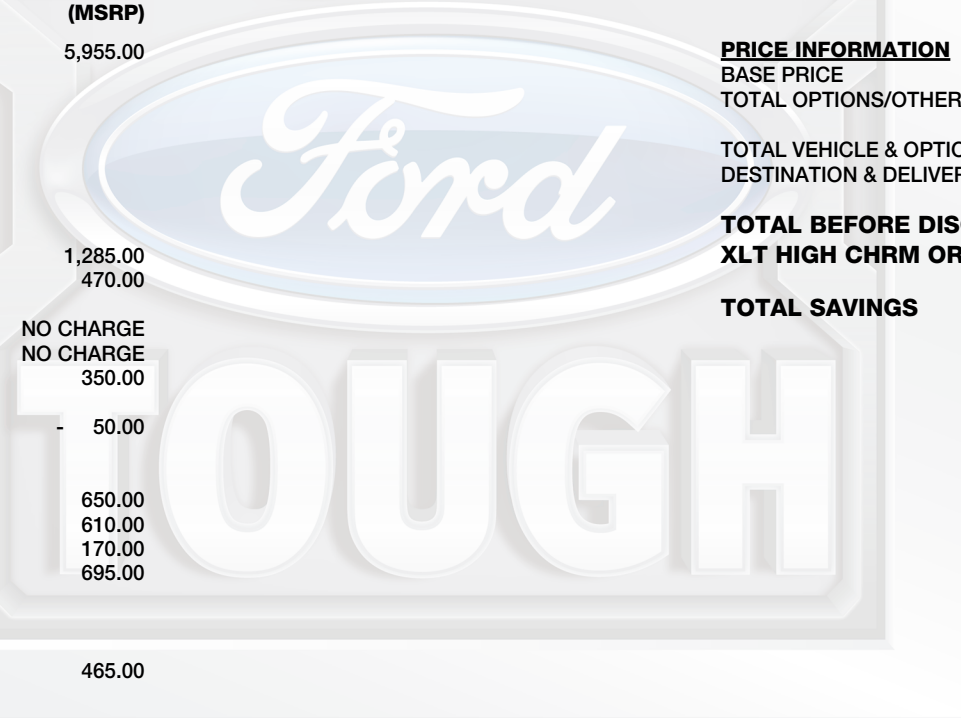 (MSRP)
5,955.00
1,285.00
470.00
NO CHARGE
NO CHARGE
350.00
- 50.00
650.00
610.00
170.00
695.00
465.00
PRICE INFORMATION
BASE PRICE
TOTAL OPTIONS/OTHER
TOTAL VEHICLE & OPTIO
DESTINATION & DELIVER
TOTAL BEFORE DIS
XLT HIGH CHRM OR
TOTAL SAVINGS
Ford
TOUGH